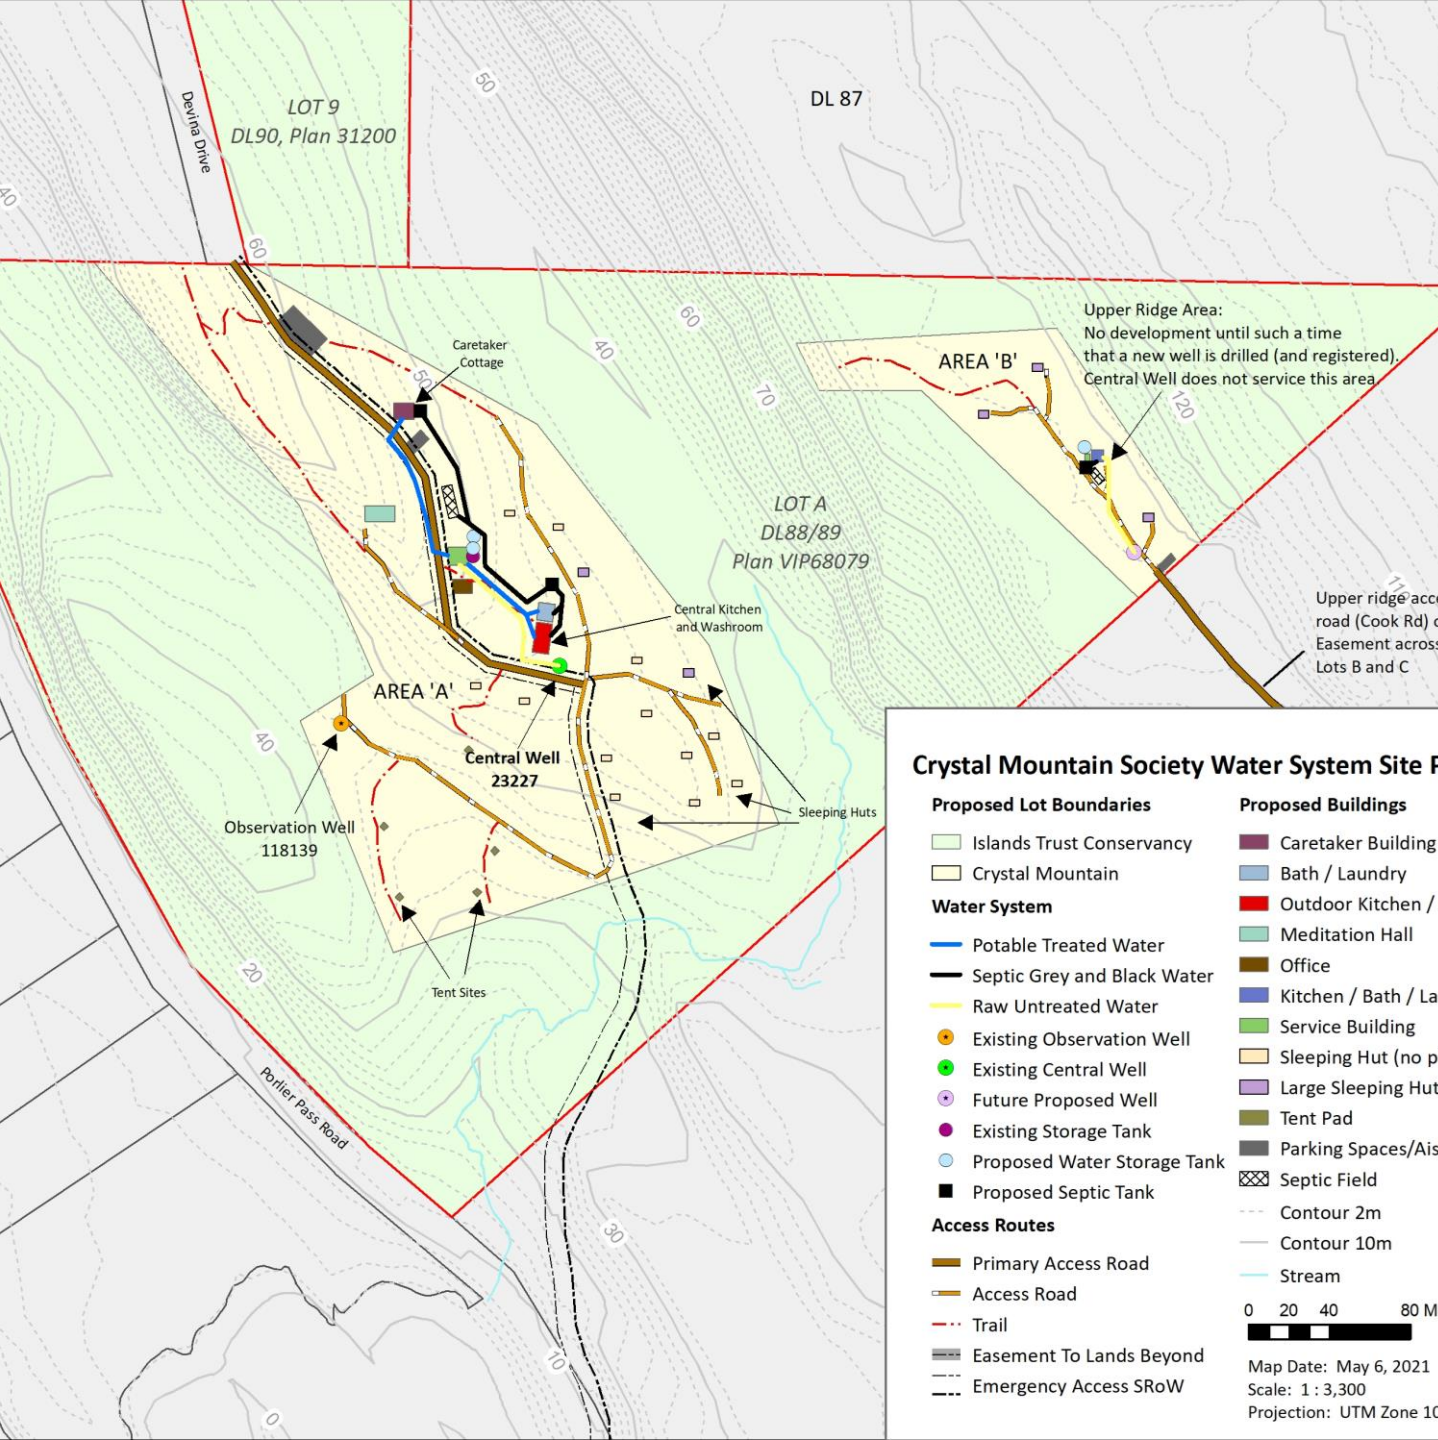 50
DL 87
LOT 9
DL90, Plan 31200
Devina Drive
40
60
Upper Ridge Area:
No development until such a time
that a new well is drilled (and registered).
Central Well does not service this area.
60
40
Caretaker
Cottage
AREA 'B'
50
70
120
LOT A
DL88/89
Plan VIP68079
Central Kitchen
and Washroom
Upper ridge
road (Cook Rd)
Easement across
Lots B and C
AREA 'A'
40
Central Well
23227
Observation Well
118139
Sleeping Huts
20
Tent Sites
Porlier Pass Road
30
10
0
Crystal Mountain Society Water System Site P
Proposed Lot Boundaries
Islands Trust Conservancy
Crystal Mountain
Water System
Potable Treated Water
Septic Grey and Black Water
Raw Untreated Water
Existing Observation Well
Existing Central Well
Future Proposed Well
Existing Storage Tank
Proposed Water Storage Tank
Proposed Septic Tank
Access Routes
Primary Access Road
Access Road
Trail
Easement To Lands Beyond
Emergency Access SRoW
Proposed Buildings
Caretaker Building
Bath / Laundry
Outdoor Kitchen /
Meditation Hall
Office
Kitchen / Bath / La
Service Building
Sleeping Hut (no p
Large Sleeping Hut
Tent Pad
Parking Spaces/Ais
Septic Field
Contour 2m
Contour 10m
Stream
0 20 40 80 M
Map Date: May 6, 2021
Scale: 1 : 3,300
Projection: UTM Zone 10